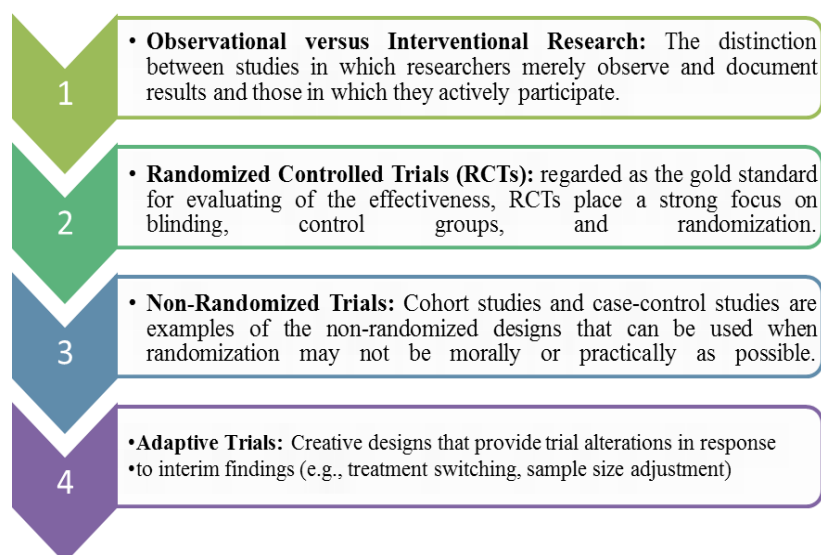 1
• Observational versus Interventional Research: The distinction
between studies in which researchers merely observe and document
results and those in which they actively participate.
2
• Randomized Controlled Trials (RCTs): regarded as the gold standard
for evaluating of the effectiveness, RCTs place a strong focus on
blinding, control groups, and randomization.
3
• Non-Randomized Trials: Cohort studies and case-control studies are
examples of the non-randomized designs that can be used when
randomization may not be morally or practically as possible.
4
•Adaptive Trials: Creative designs that provide trial alterations in response
•to interim findings (e.g., treatment switching, sample size adjustment)